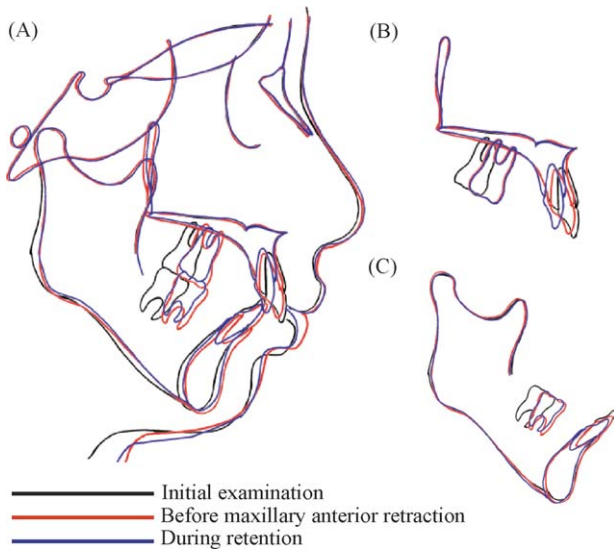 (A)
(B)
(C)
Initial examination
Before maxillary anterior retraction
During retention